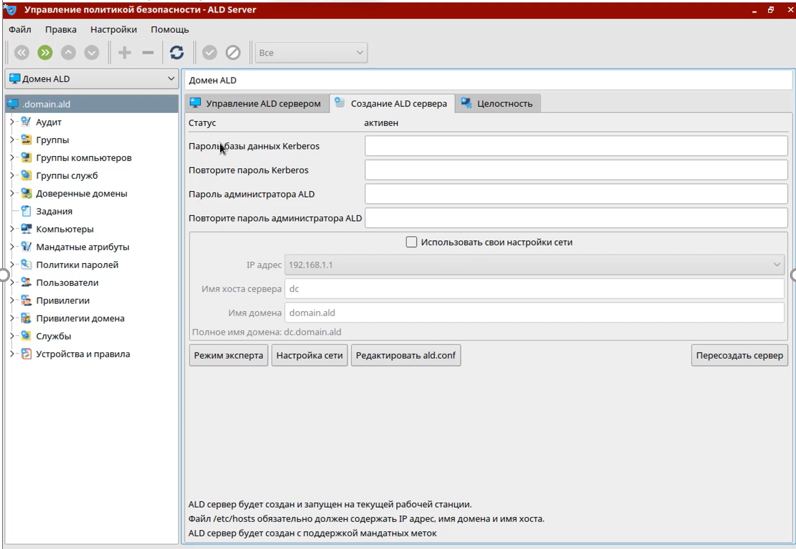 Управление политикой безопасности - ALD Server
Файл Правка Настройки Помощь
Все
Домен ALD
Домен ALD
.domain.ald
Аудит
Группы
Группы компьютеров
Группы служб
Доверенные домены
Задания
Компьютеры
Мандатные атрибуты
Политики паролей
Пользователи
Привилегии
Привилегии домена
Службы
Устройства и правила
Управление ALD сервером Создание ALD сервера Целостность
Статус активен
Пароль базы данных Kerberos
Повторите пароль Kerberos
Пароль администратора ALD
Повторите пароль администратора ALD
Использовать свои настройки сети
IP адрес 192.168.1.1
Имя хоста сервера dc
Имя домена domain.ald
Полное имя домена: dc.domain.ald
Режим эксперта Настройка сети Редактировать ald.conf Пересоздать сервер
ALD сервер будет создан и запущен на текущей рабочей станции.
Файл /etc/hosts обязательно должен содержать IP адрес, имя домена и имя хоста.
ALD сервер будет создан с поддержкой мандатных меток